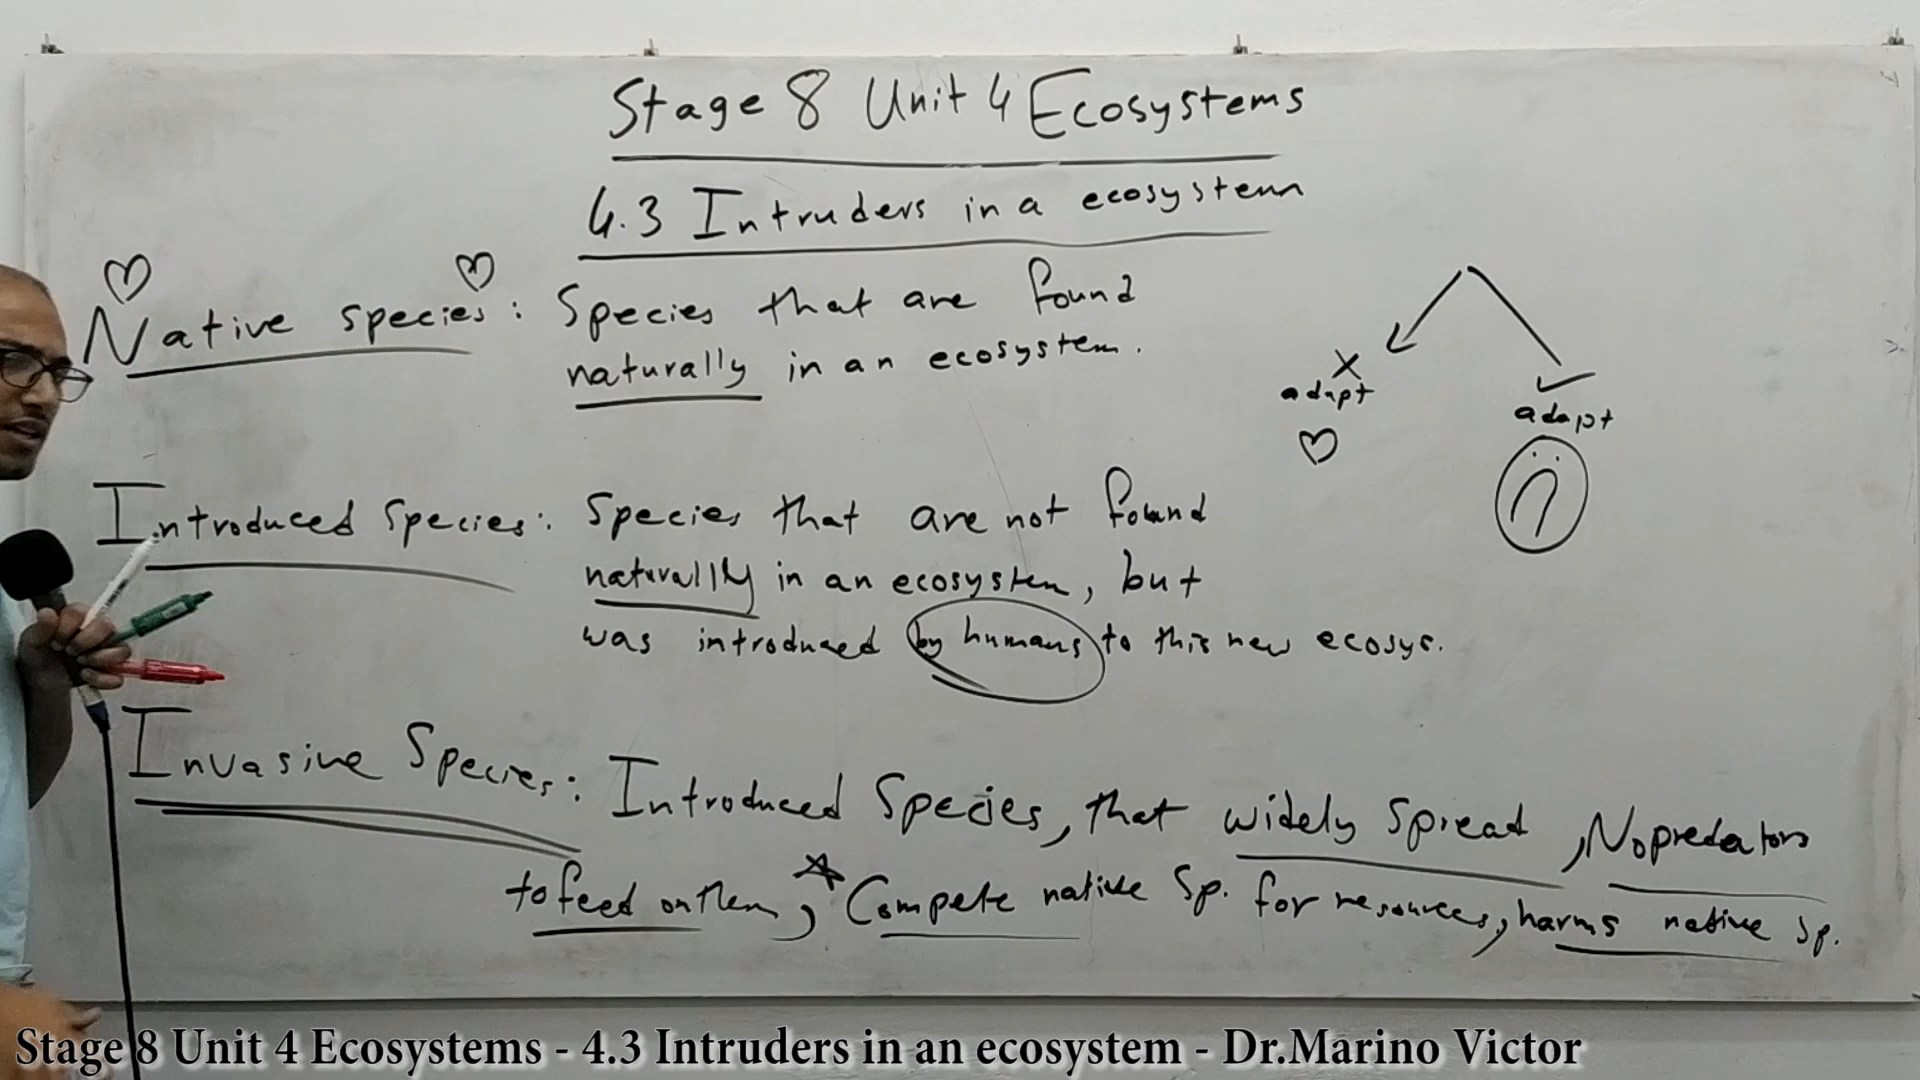 Stage 8 Unit 4 Ecosystems
4.3 Intruders in a ecosystem
Native species: Species that are found
naturally in an ecosystem.
X
adapt
adapt
Introduced Species: Species that are not found
naturally in an ecosystem, but
was introduced by humans to this new ecosys.
Invasive Species: Introduced Species, that widely spread, No predators
to feed on them, Compete native Sp. for resources, harms native Sp.
Stage 8 Unit 4 Ecosystems - 4.3 Intruders in an ecosystem - Dr.Marino Victor